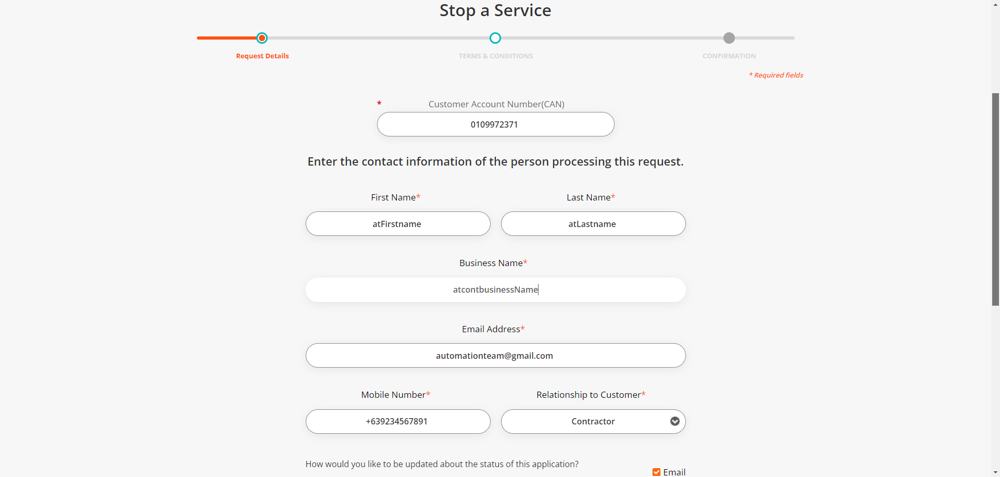 Stop a Service
Request Details
TERMS & CONDITIONS
CONFIRMATION
* Required fields
* Customer Account Number(CAN)
0109972371
Enter the contact information of the person processing this request.
First Name*
Last Name*
atFirstname
atLastname
Business Name*
atcontbusinessName
Email Address*
automationteam@gmail.com
Mobile Number*
Relationship to Customer*
+639234567891
Contractor
How would you like to be updated about the status of this application?
Email